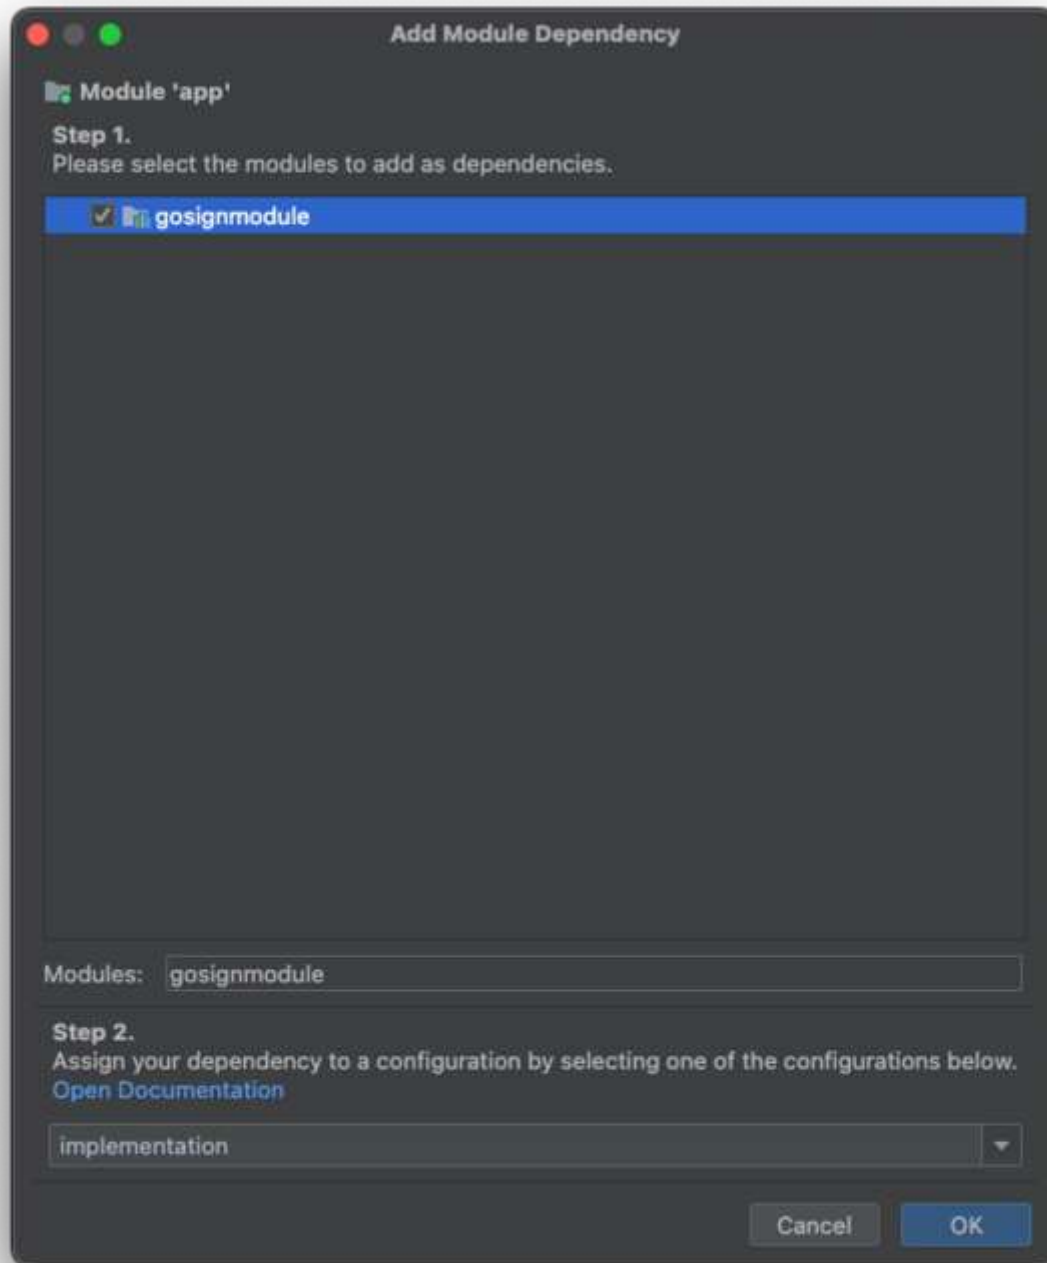 Add Module Dependency
Module 'app'
Step 1.
Please select the modules to add as dependencies.
gosignmodule
Modules: gosignmodule
Step 2.
Assign your dependency to a configuration by selecting one of the configurations below.
Open Documentation
implementation
Cancel OK